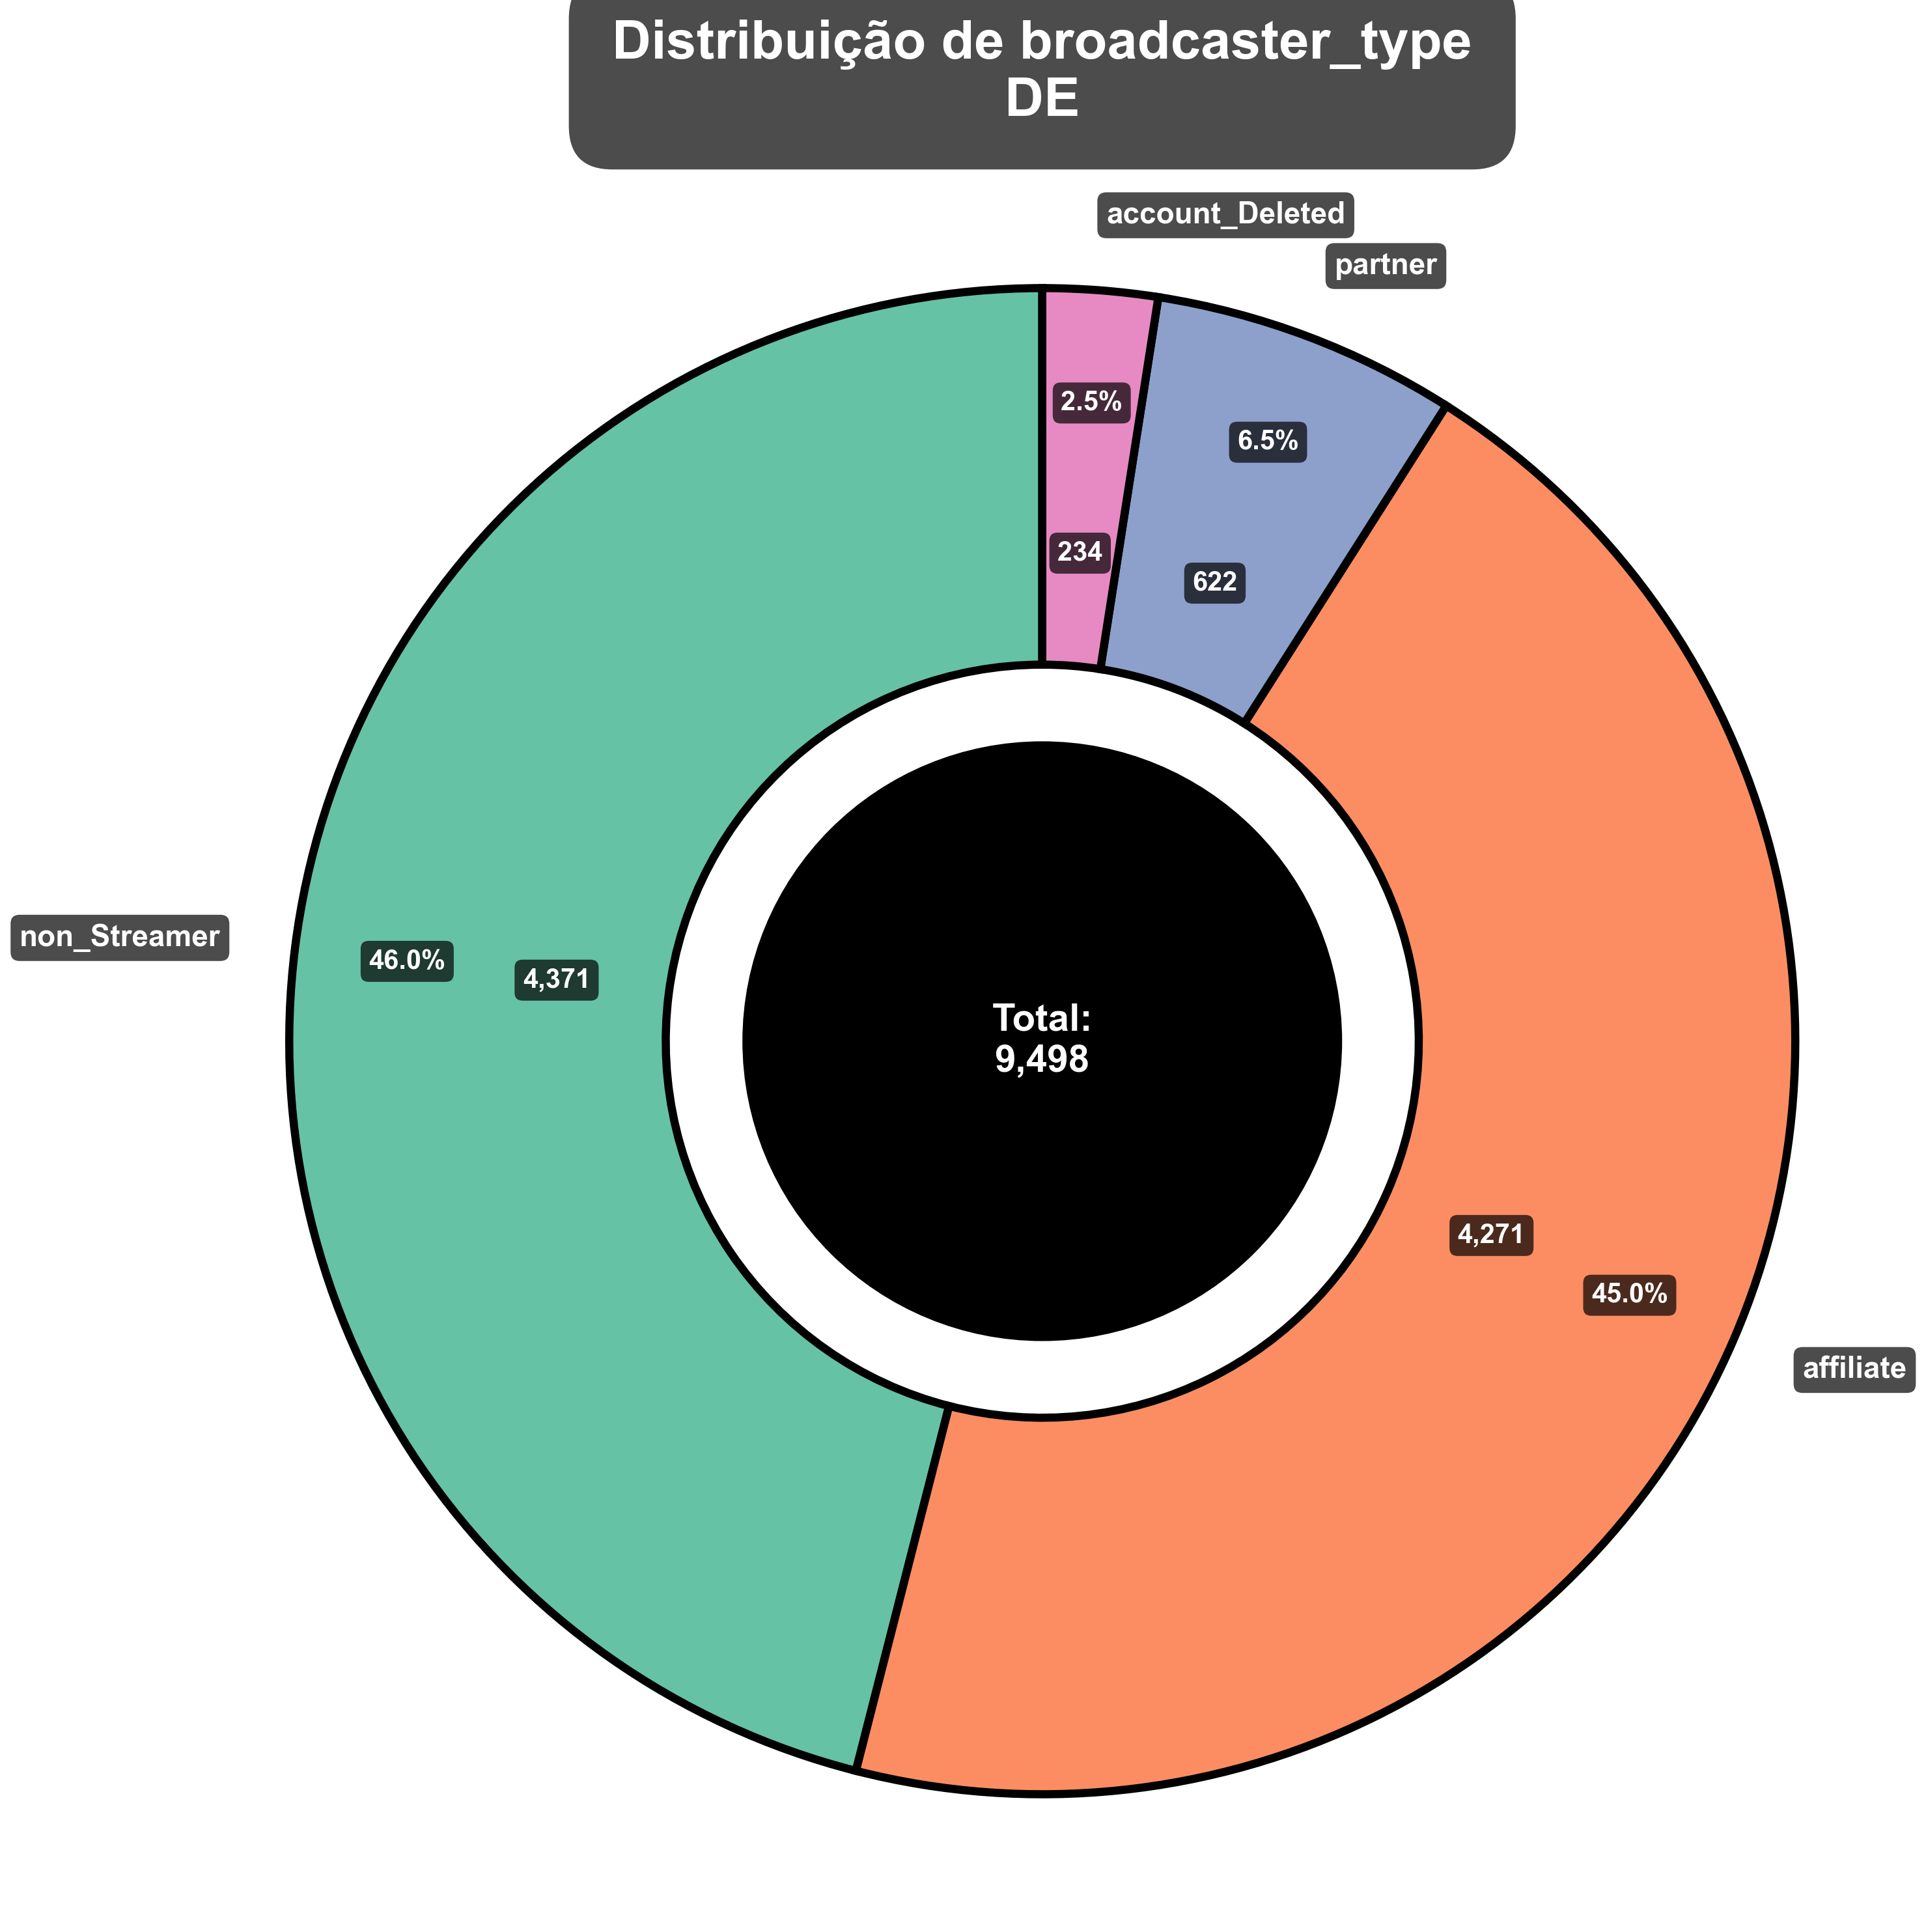 Distribuição de broadcaster_type
DE
account_Deleted
partner
2.5%
6.5%
234
622
non_Streamer
46.0%
4,371
Total:
9,498
4,271
45.0%
affiliate